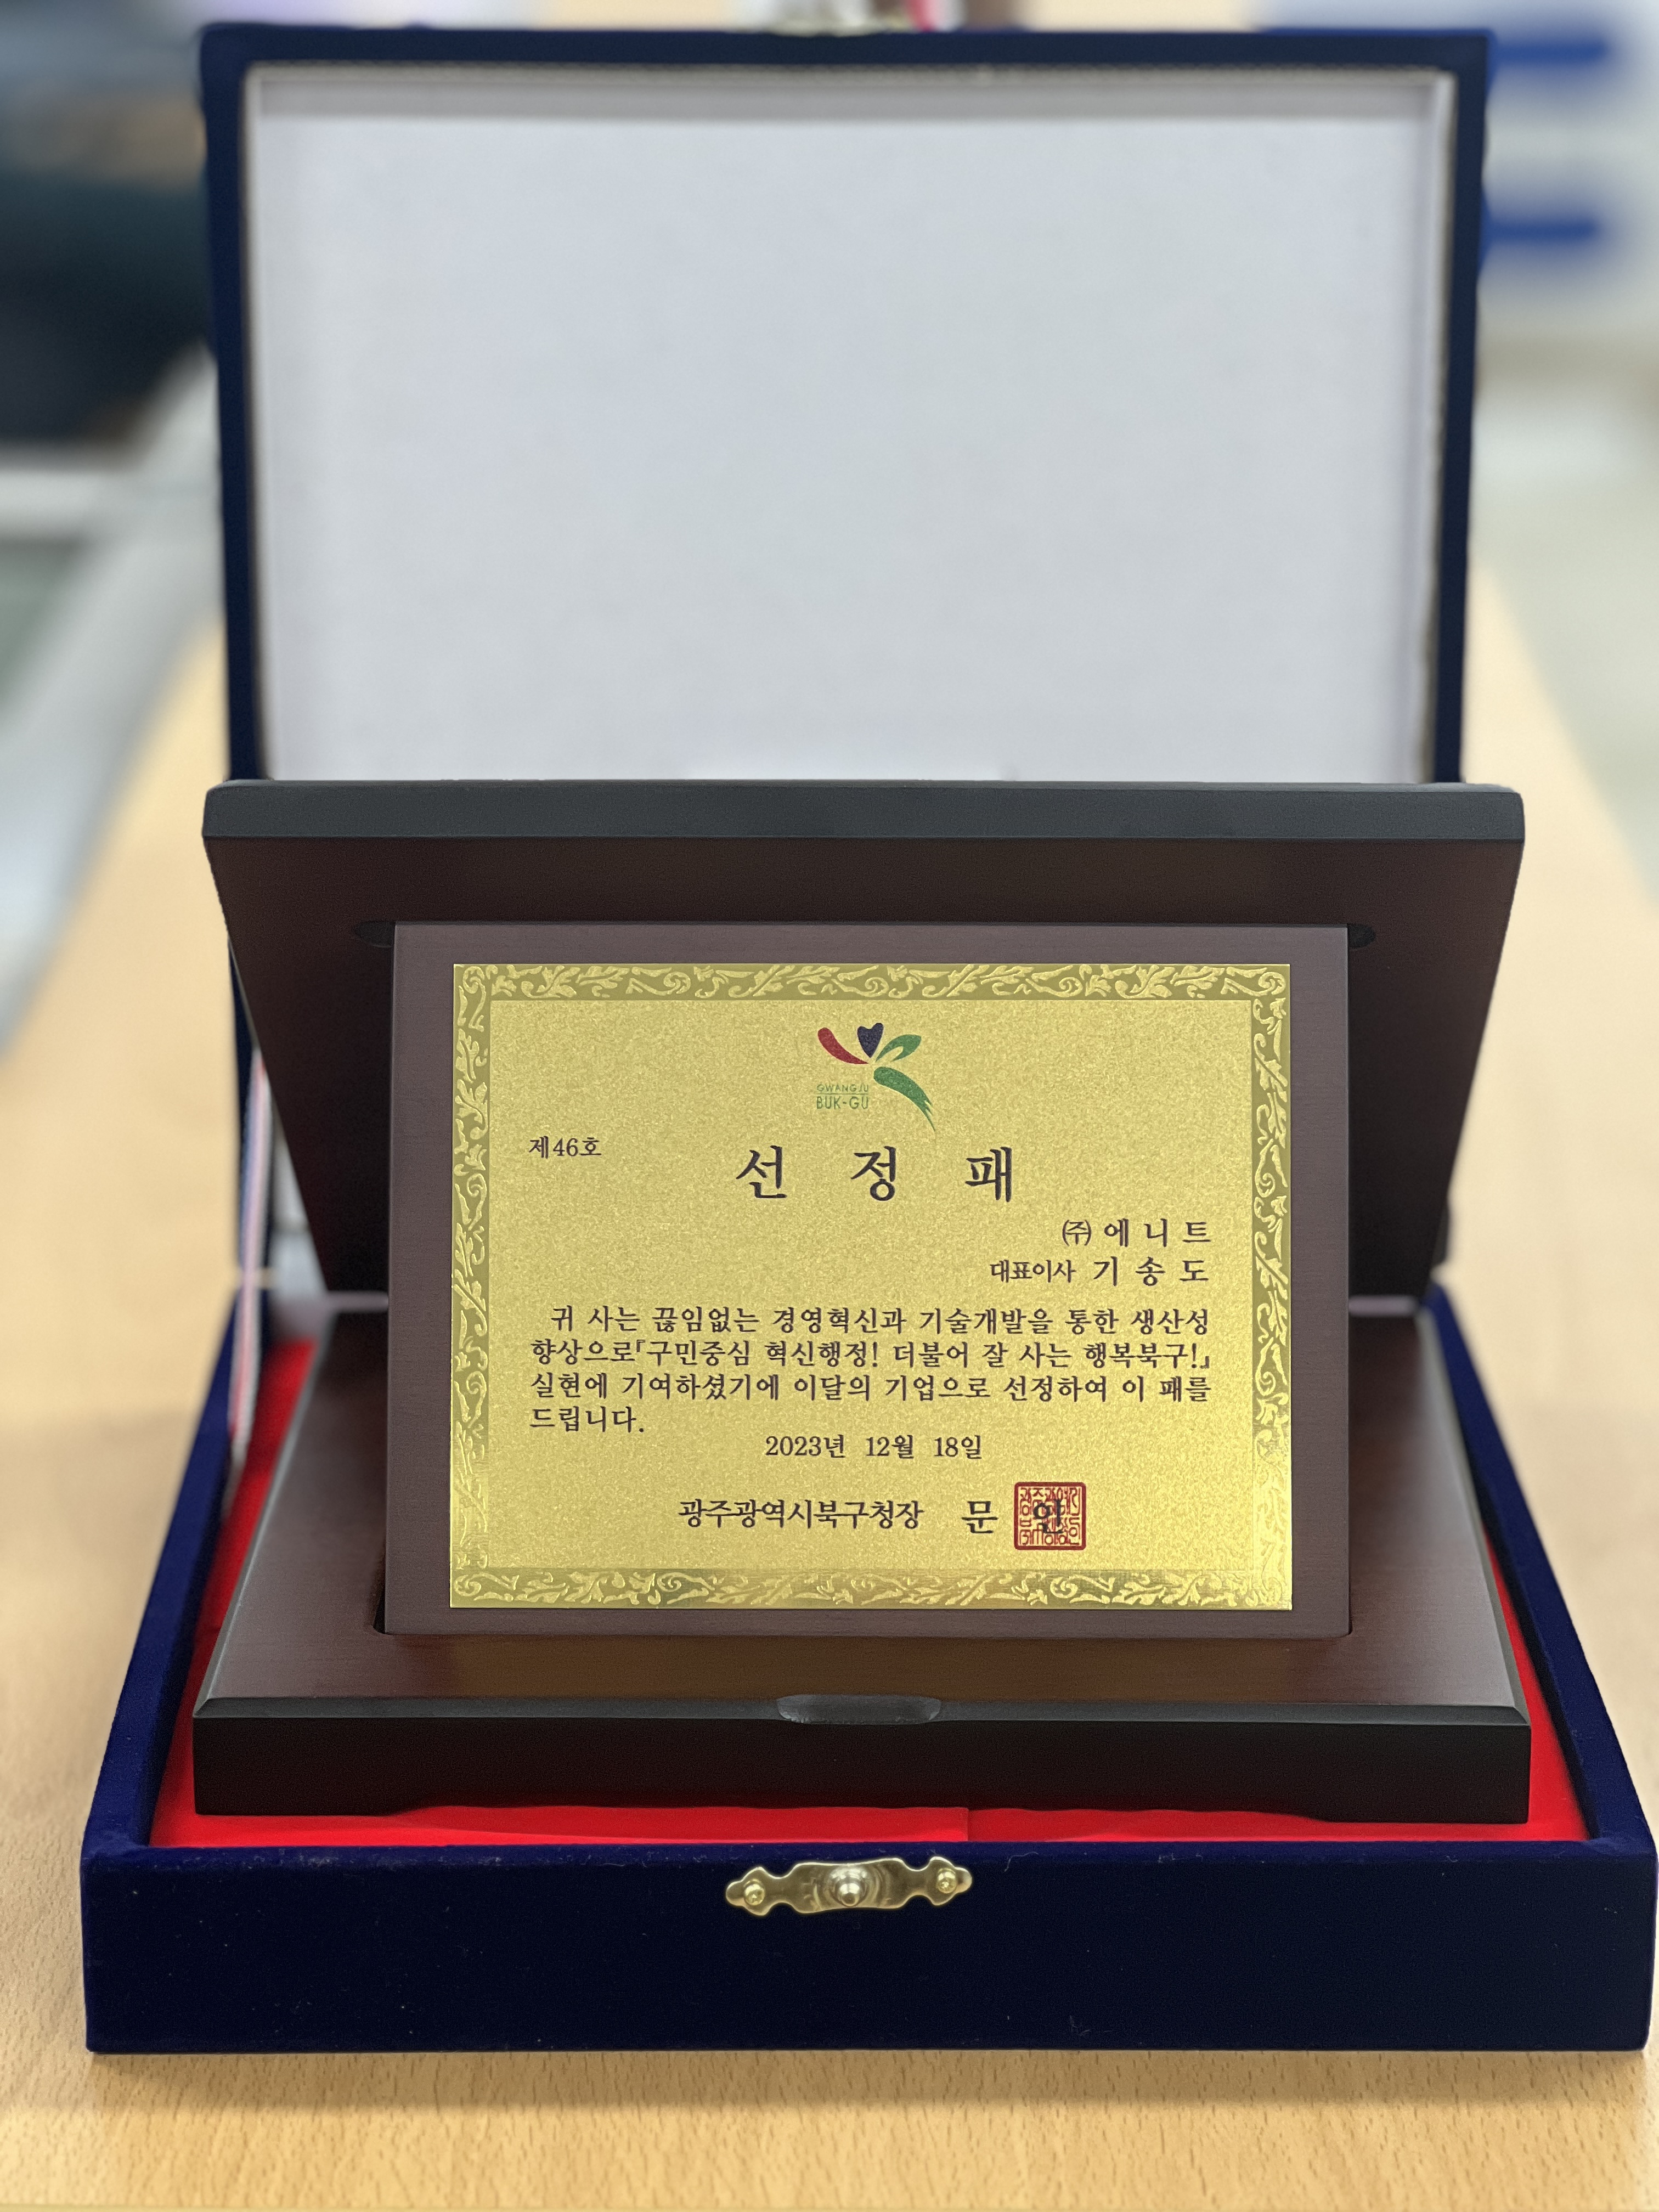 GWANGJU
BUK-GU
제46호
선 정 패
㈜ 에 니 트
대표이사 기 송 도
귀 사는 끊임없는 경영혁신과 기술개발을 통한 생산성
향상으로『구민중심 혁신행정! 더불어 잘 사는 행복북구!』
실현에 기여하셨기에 이달의 기업으로 선정하여 이 패를
드립니다.
2023년 12월 18일
광주광역시북구청장 문 인